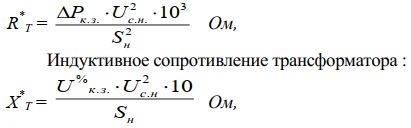 R*т = ΔPк.з. · U²с.н. · 10³ / S²н Ом,
Индуктивное сопротивление трансформатора :
X*т = U%к.з. · U²с.н · 10 / Sн Ом,